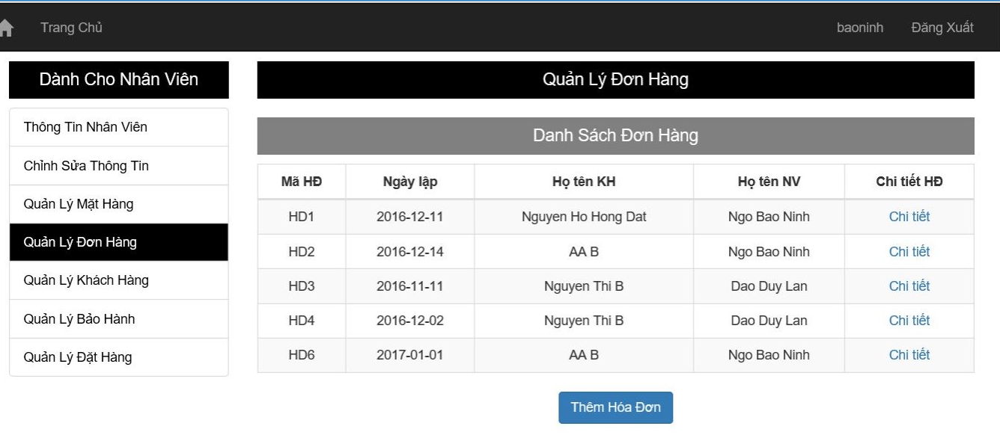 Trang Chủ baoninh Đăng Xuất
Dành Cho Nhân Viên
Thông Tin Nhân Viên
Chỉnh Sửa Thông Tin
Quản Lý Mặt Hàng
Quản Lý Đơn Hàng
Quản Lý Khách Hàng
Quản Lý Bảo Hành
Quản Lý Đặt Hàng
Quản Lý Đơn Hàng
Danh Sách Đơn Hàng
Mã HĐ Ngày lập Họ tên KH Họ tên NV Chi tiết HĐ
HD1 2016-12-11 Nguyen Ho Hong Dat Ngo Bao Ninh Chi tiết
HD2 2016-12-14 AA B Ngo Bao Ninh Chi tiết
HD3 2016-11-11 Nguyen Thi B Dao Duy Lan Chi tiết
HD4 2016-12-02 Nguyen Thi B Dao Duy Lan Chi tiết
HD6 2017-01-01 AA B Ngo Bao Ninh Chi tiết
Thêm Hóa Đơn